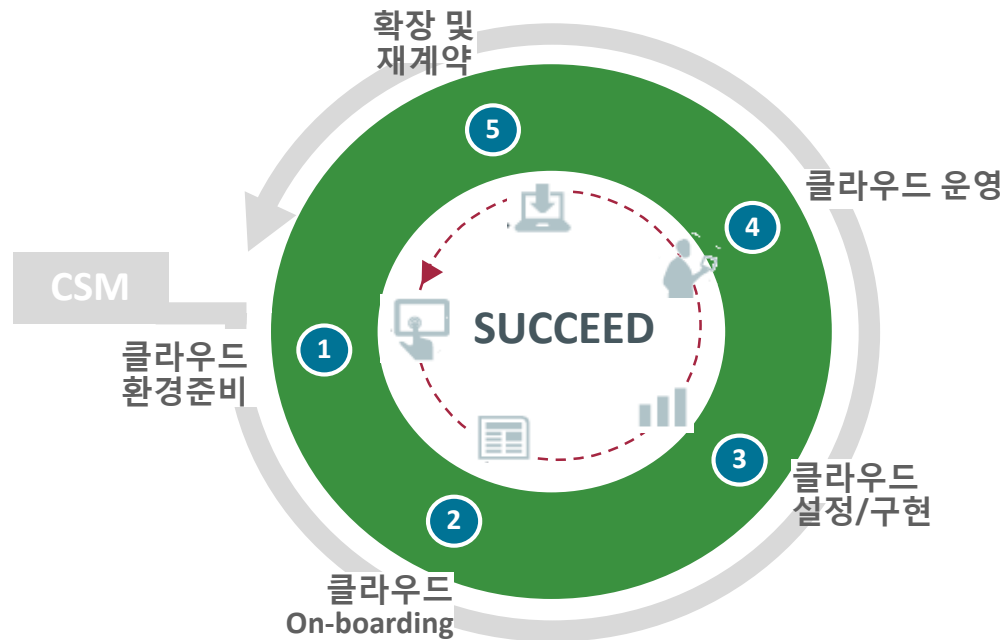 확장 및
재계약
5
클라우드 운영
4
CSM
SUCCEED
1
클라우드
환경준비
3
클라우드
설정/구현
2
클라우드
On-boarding